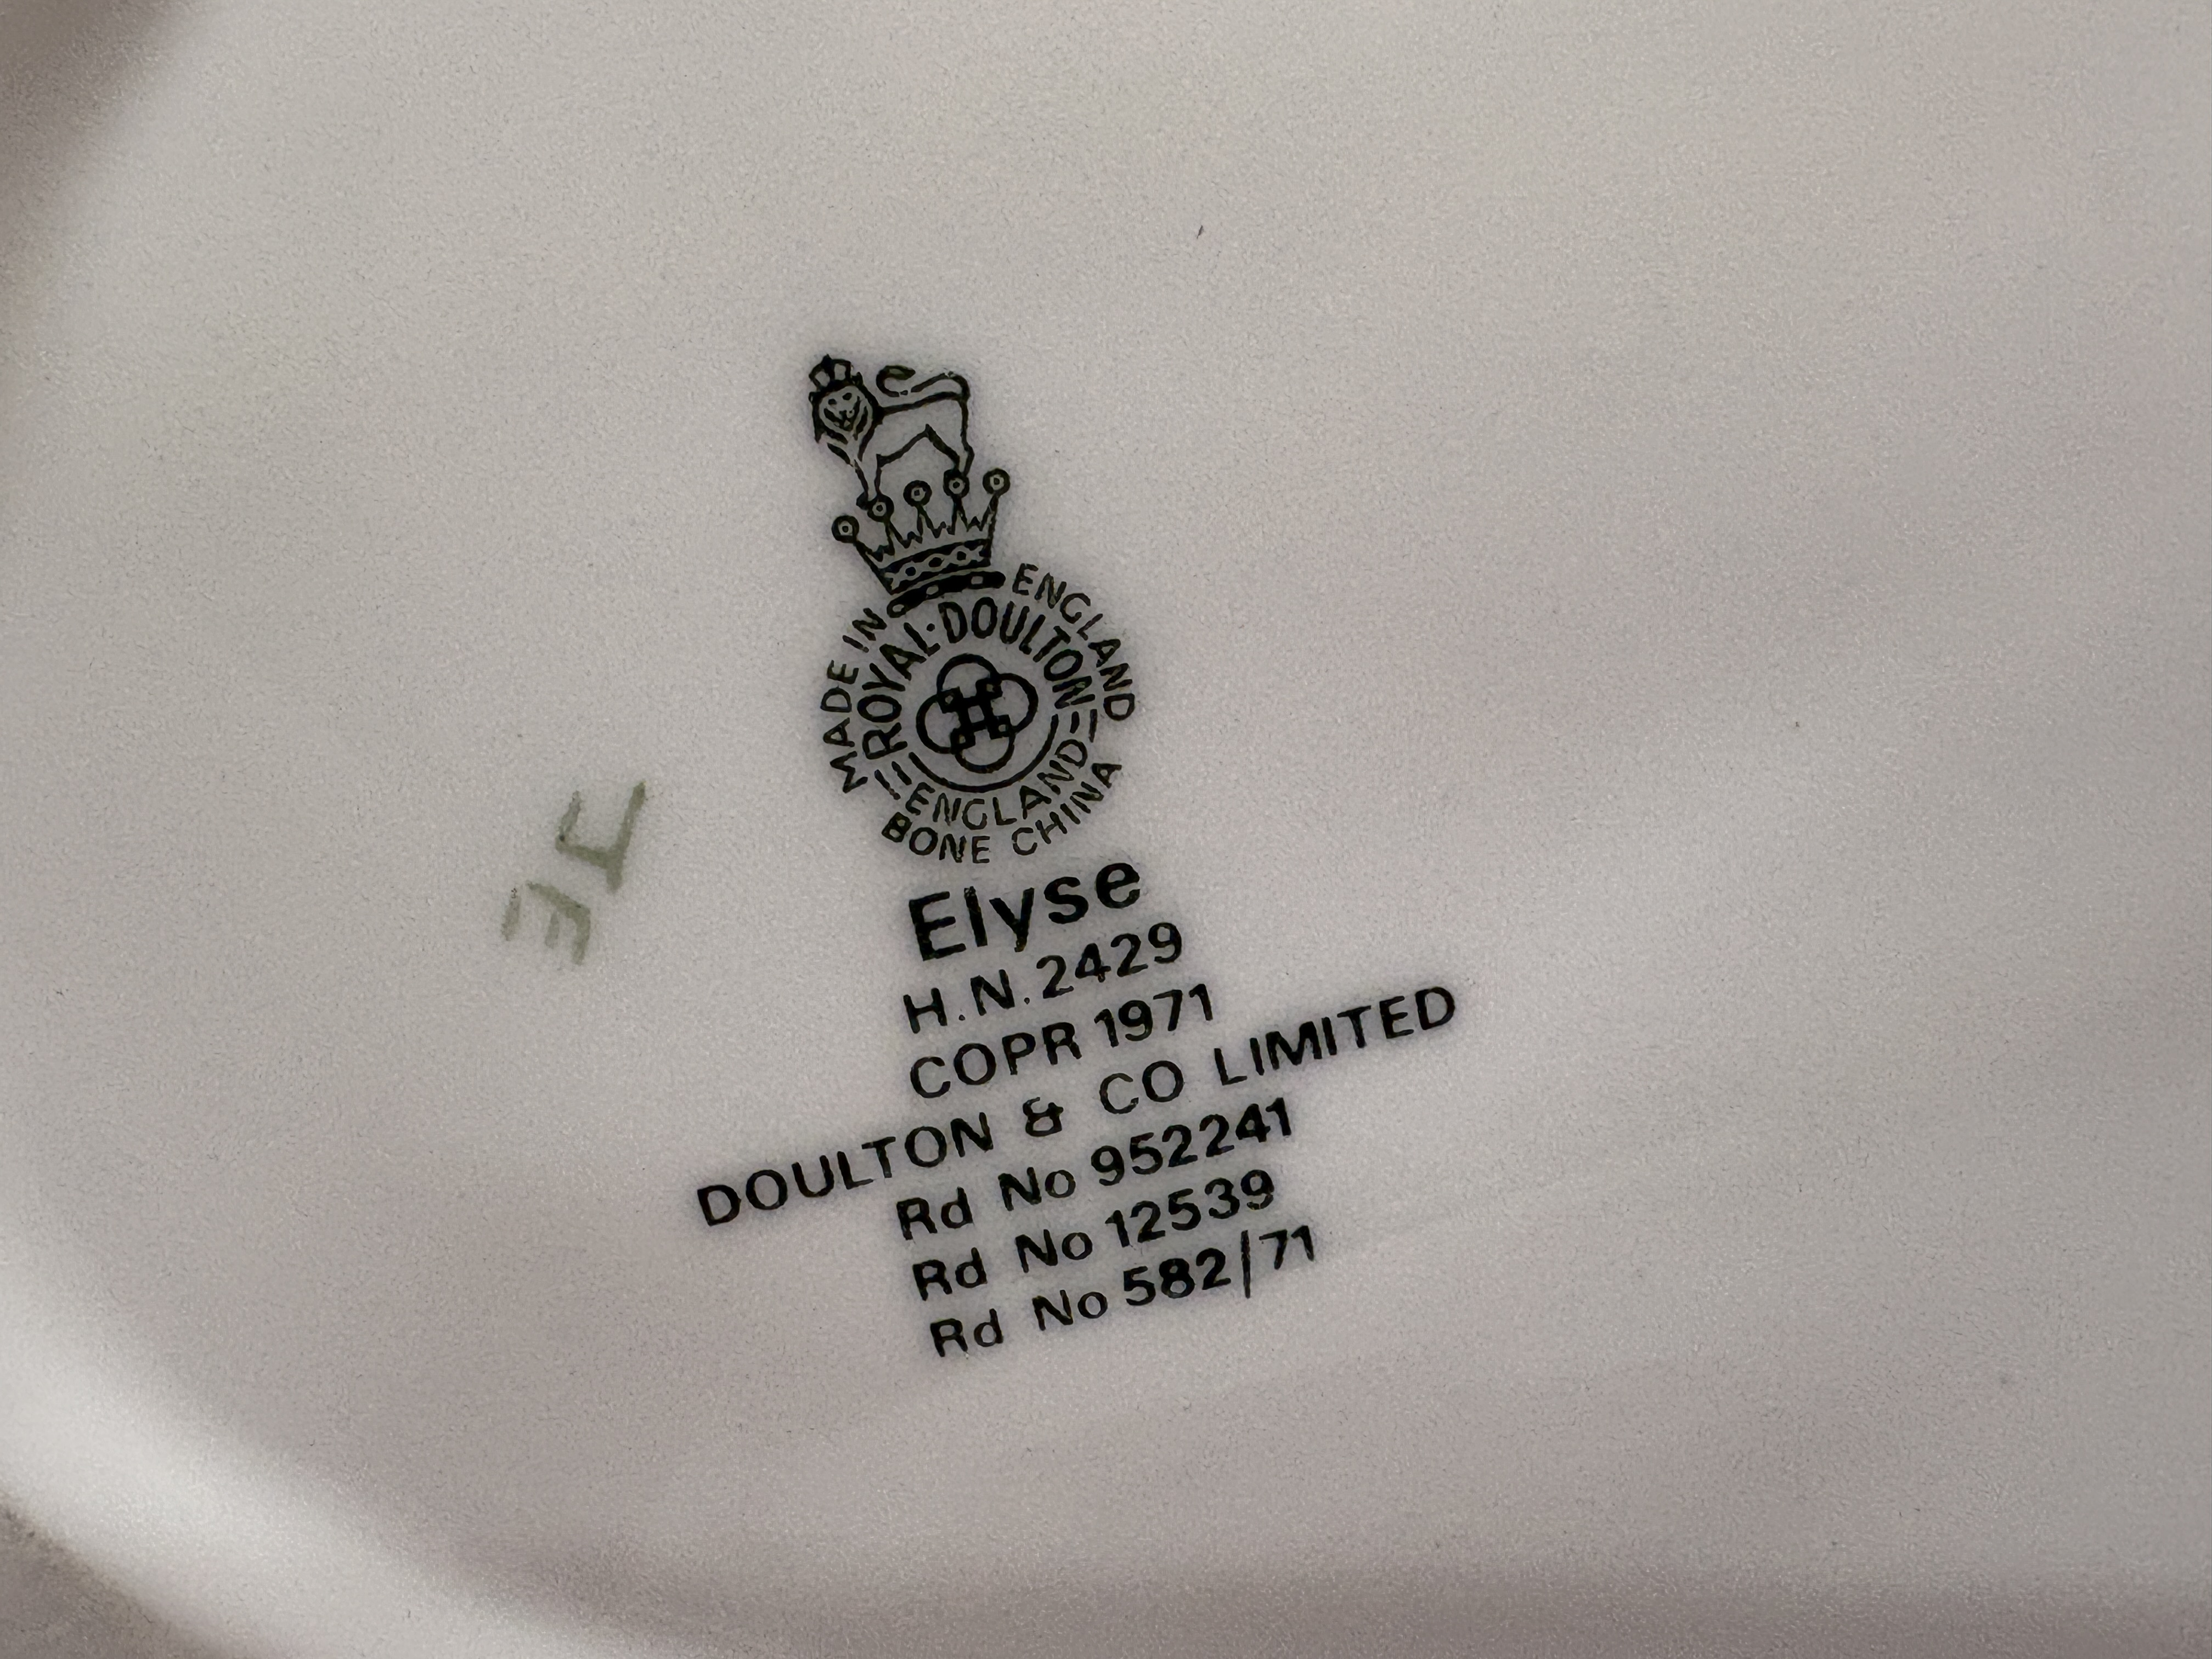 MADE IN ENGLAND
ROYAL·DOULTON
ENGLAND
BONE CHINA
Elyse
H.N.2429
COPR 1971
DOULTON & CO LIMITED
Rd No 952241
Rd No 12539
Rd No 582/71